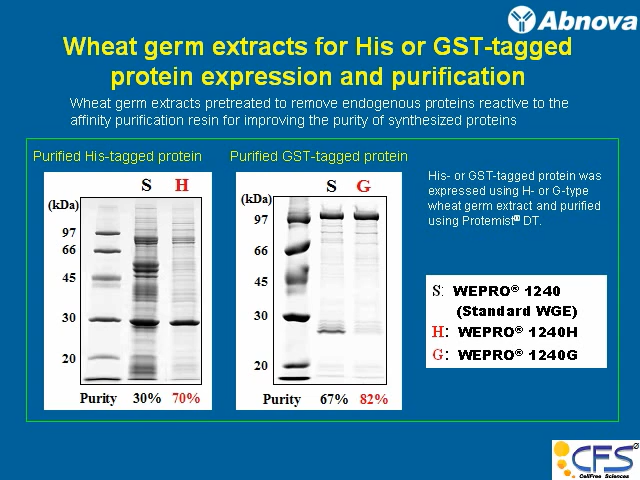 Abnova
Wheat germ extracts for His or GST-tagged
protein expression and purification
Wheat germ extracts pretreated to remove endogenous proteins reactive to the
affinity purification resin for improving the purity of synthesized proteins
Purified His-tagged protein
S H
(kDa)
97
66
45
30
20
Purity 30% 70%
Purified GST-tagged protein
S G
(kDa)
97
66
45
30
20
Purity 67% 82%
His- or GST-tagged protein was
expressed using H- or G-type
wheat germ extract and purified
using Protemist® DT.
S: WEPRO® 1240
(Standard WGE)
H: WEPRO® 1240H
G: WEPRO® 1240G
CFS
CellFree Sciences